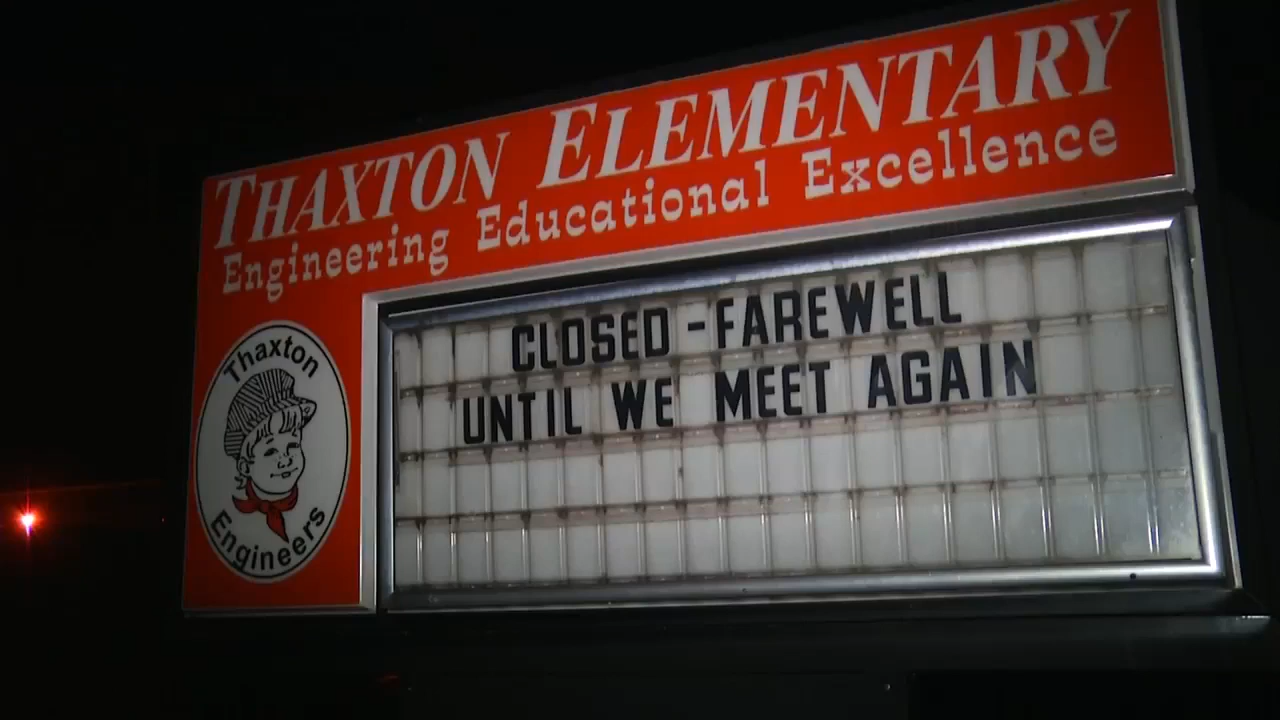 THAXTON ELEMENTARY
Engineering Educational Excellence
CLOSED - FAREWELL
UNTIL WE MEET AGAIN
Thaxton
Engineers